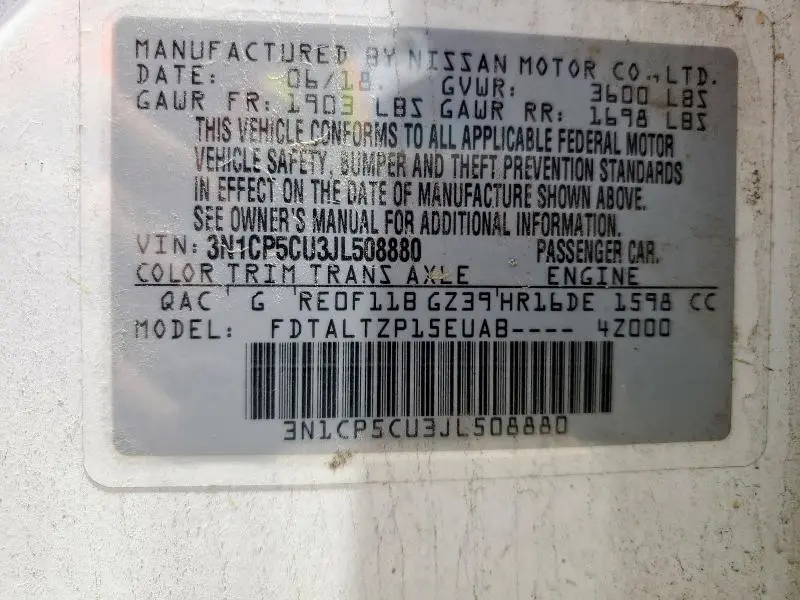 MANUFACTURED BY NISSAN MOTOR CO., LTD.
DATE: 06/18. GVWR: 3600 LBS
GAWR FR: 1903 LBS GAWR RR: 1698 LBS
THIS VEHICLE CONFORMS TO ALL APPLICABLE FEDERAL MOTOR
VEHICLE SAFETY, BUMPER AND THEFT PREVENTION STANDARDS
IN EFFECT ON THE DATE OF MANUFACTURE SHOWN ABOVE.
SEE OWNER'S MANUAL FOR ADDITIONAL INFORMATION.
VIN: 3N1CP5CU3JL508880 PASSENGER CAR.
COLOR TRIM TRANS AXLE ENGINE
QAC G RE0F11B GZ39 HR16DE 1598 CC
MODEL: FDTALTZP15EUAB---- 4Z000
3N1CP5CU3JL508880